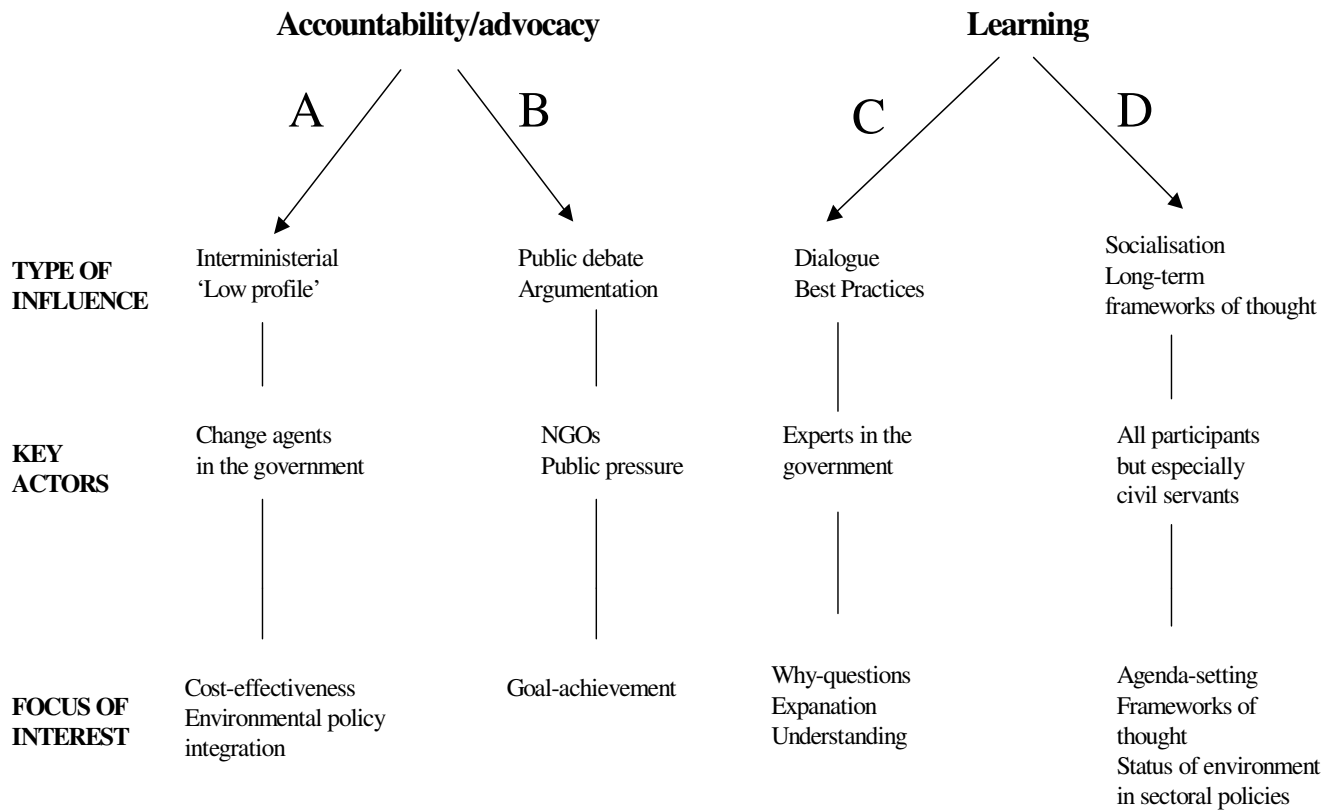 Accountability/advocacy
Learning
A
B
C
D
TYPE OF
INFLUENCE
Interministerial
‘Low profile’
Public debate
Argumentation
Dialogue
Best Practices
Socialisation
Long-term
frameworks of thought
KEY
ACTORS
Change agents
in the government
NGOs
Public pressure
Experts in the
government
All participants
but especially
civil servants
FOCUS OF
INTEREST
Cost-effectiveness
Environmental policy
integration
Goal-achievement
Why-questions
Expanation
Understanding
Agenda-setting
Frameworks of
thought
Status of environment
in sectoral policies